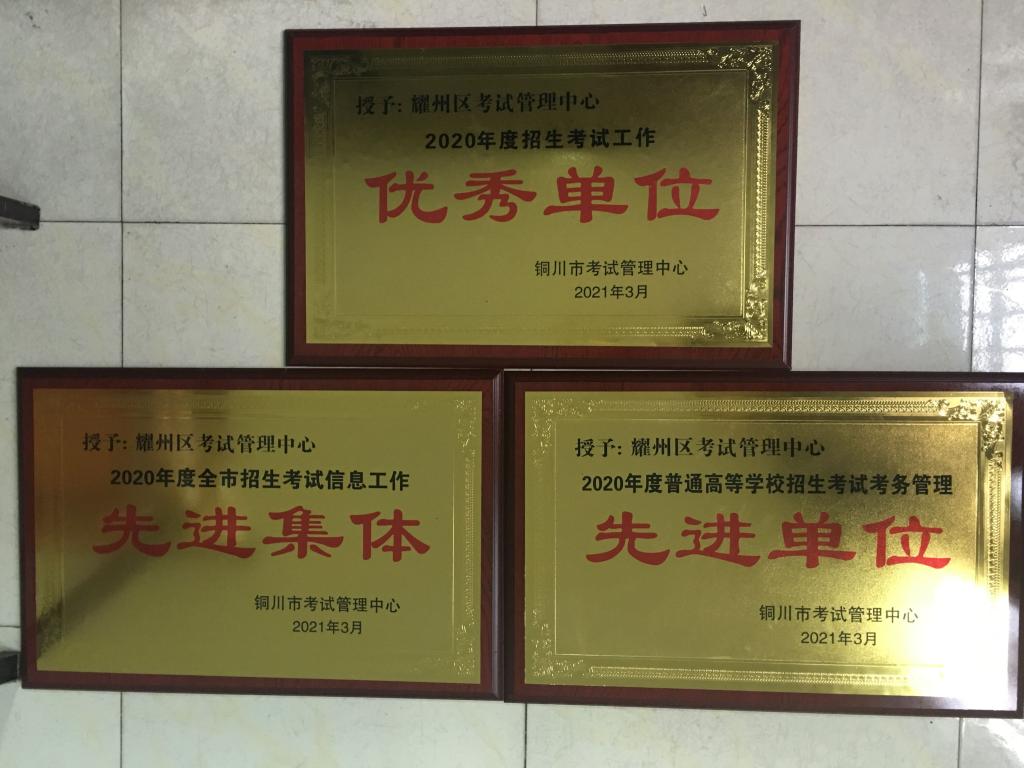 授予: 耀州区考试管理中心
2020年度招生考试工作
优秀单位
铜川市考试管理中心
2021年3月
授予: 耀州区考试管理中心
2020年度全市招生考试信息工作
先进集体
铜川市考试管理中心
2021年3月
授予: 耀州区考试管理中心
2020年度普通高等学校招生考试考务管理
先进单位
铜川市考试管理中心
2021年3月